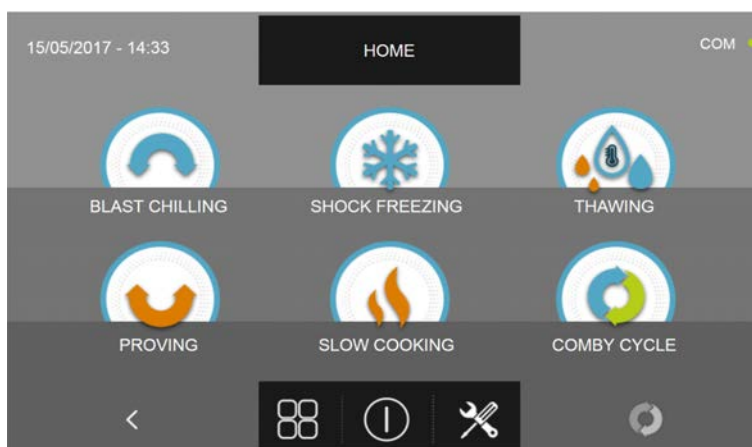 15/05/2017 - 14:33
HOME
COM
BLAST CHILLING
SHOCK FREEZING
THAWING
PROVING
SLOW COOKING
COMBY CYCLE